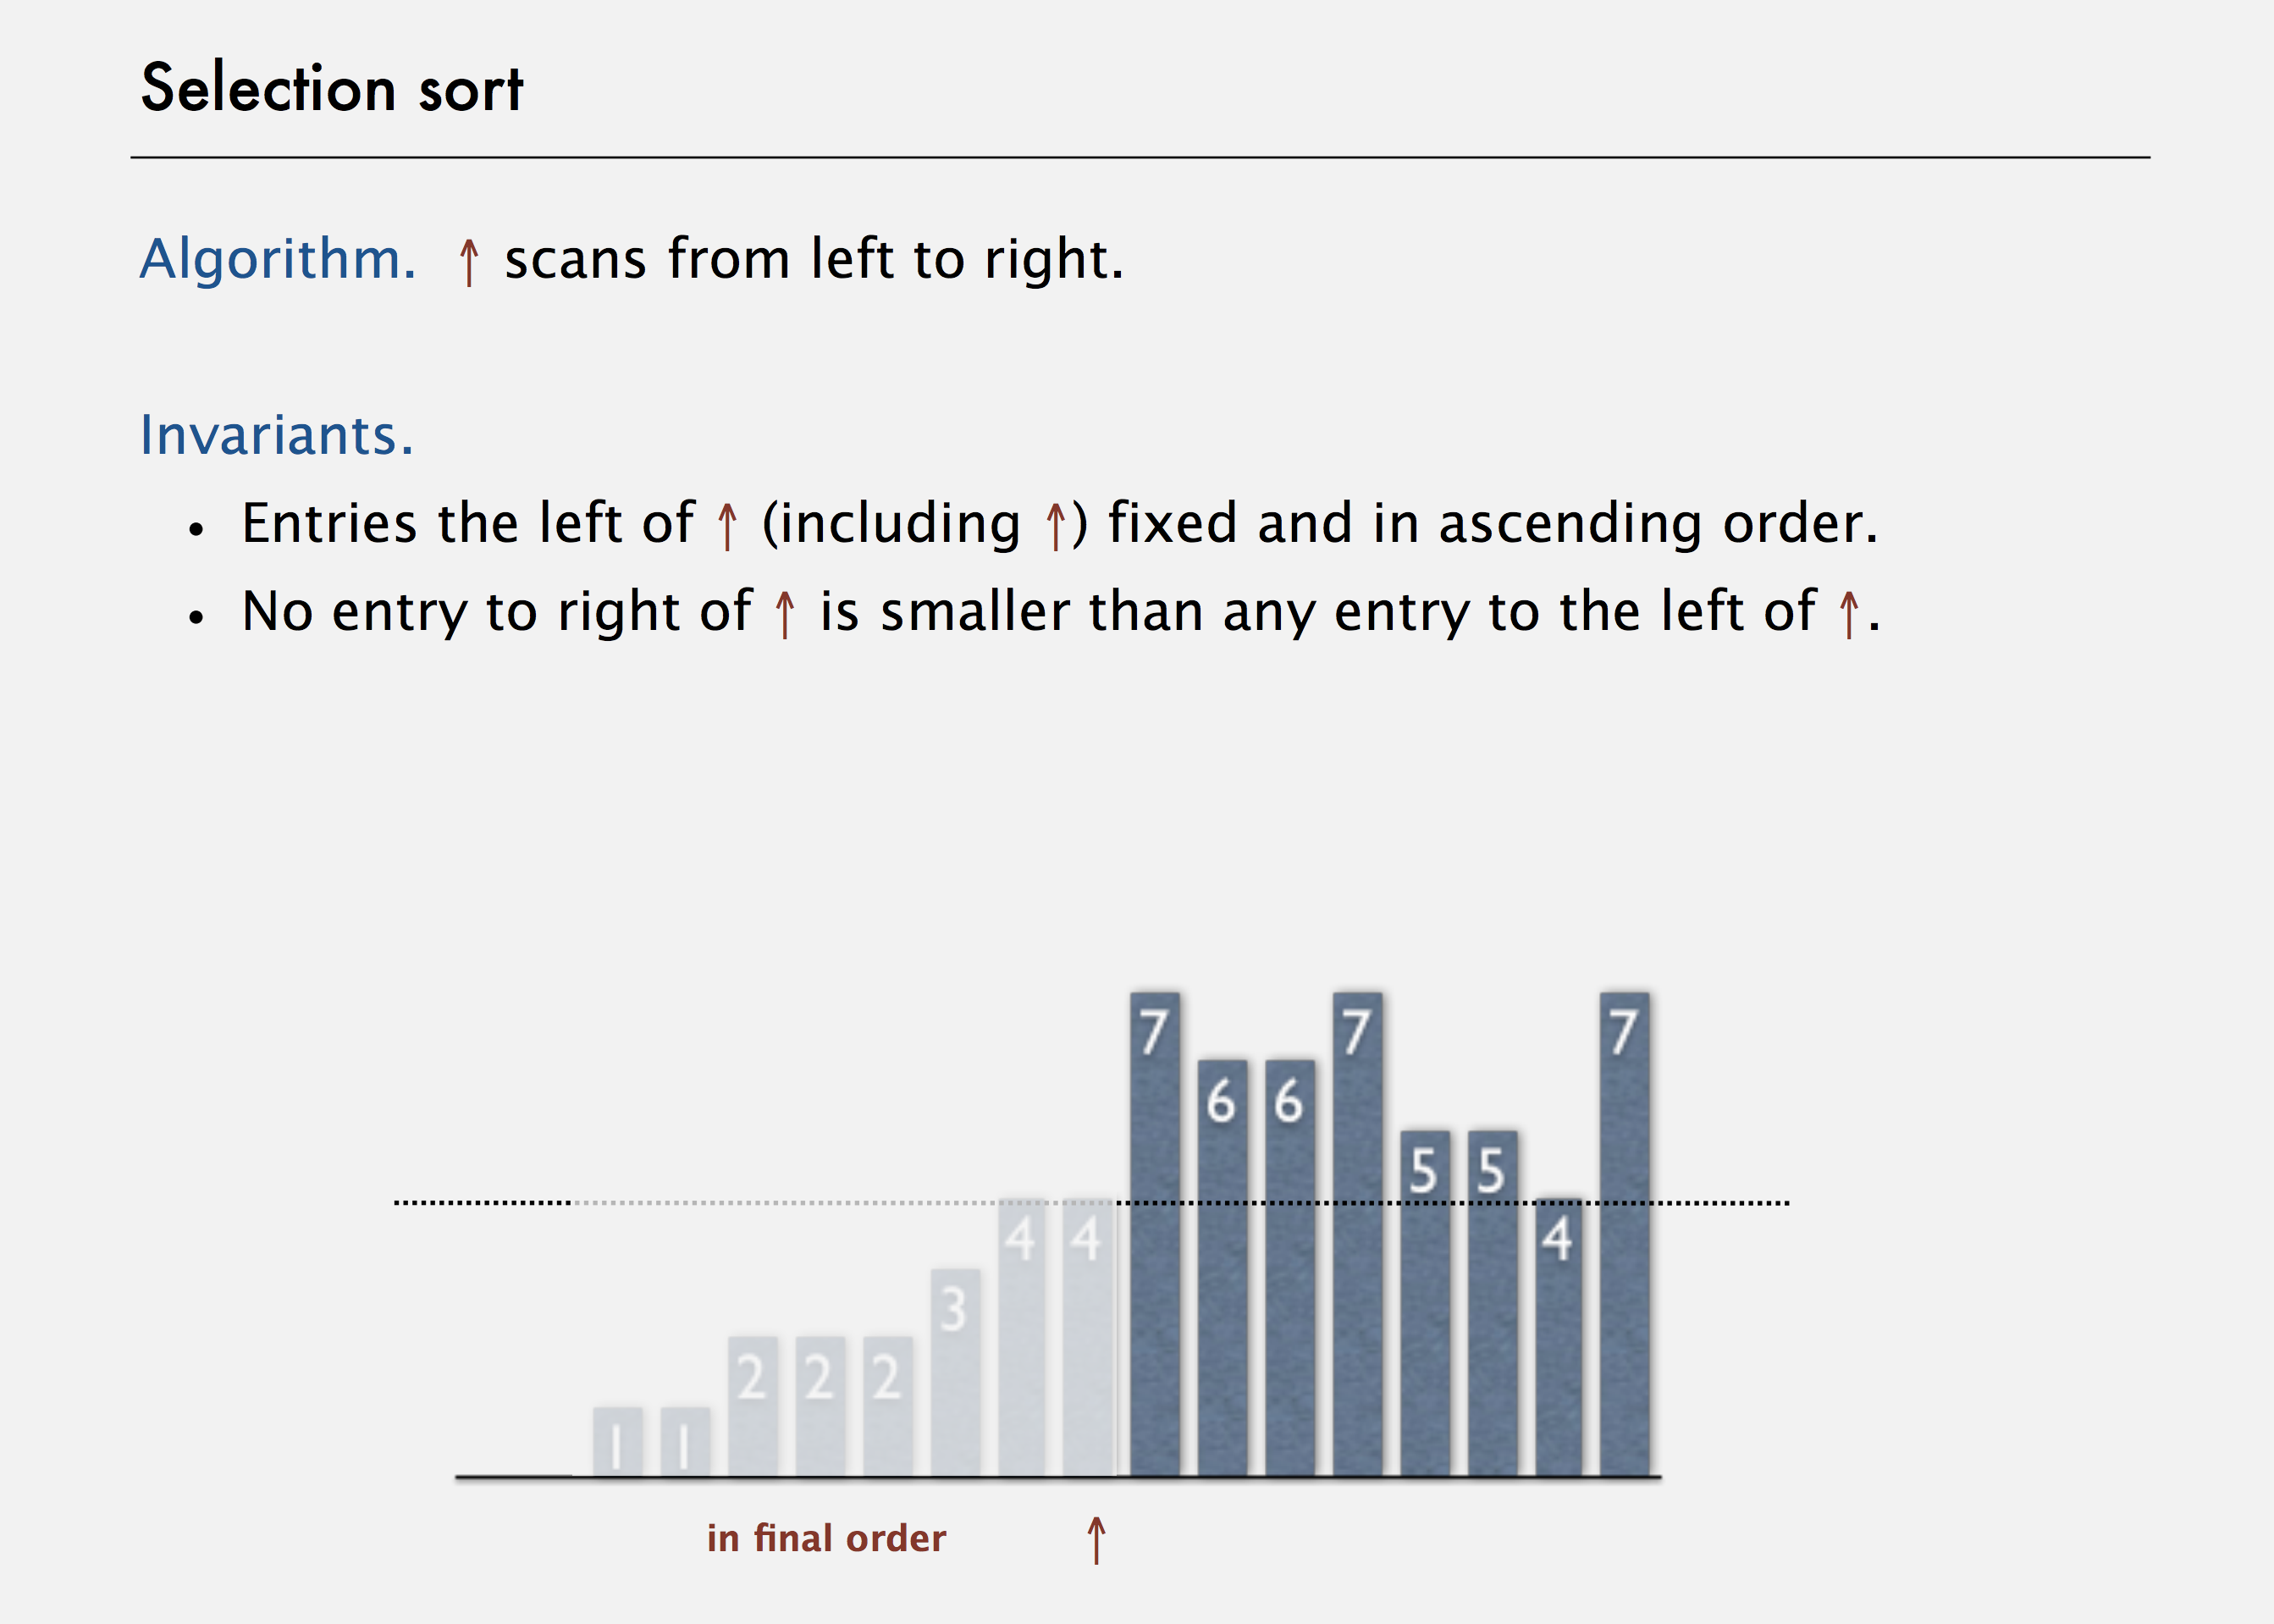 Selection sort
Algorithm. ↑ scans from left to right.
Invariants.
• Entries the left of ↑ (including ↑) fixed and in ascending order.
• No entry to right of ↑ is smaller than any entry to the left of ↑.
1 1 2 2 2 3 4 4 7 6 6 7 5 5 4 7
in final order ↑